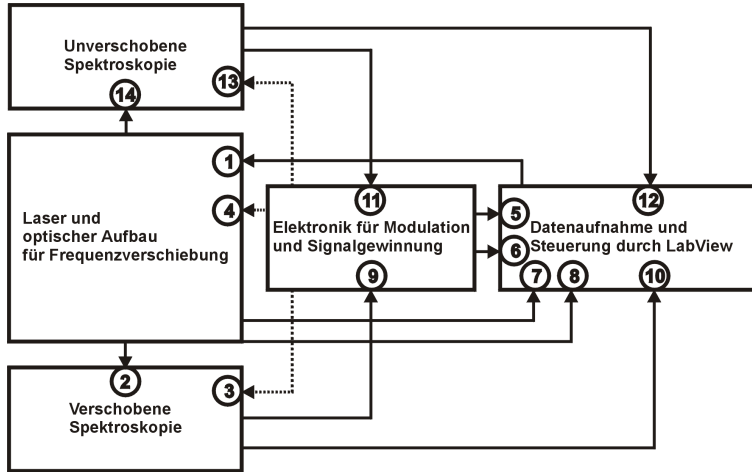 Unverschobene
Spektroskopie
13
14
1
4
Laser und
optischer Aufbau
für Frequenzverschiebung
11
Elektronik für Modulation
und Signalgewinnung
9
5
6
12
Datenaufnahme und
Steuerung durch LabView
7
8
10
2
3
Verschobene
Spektroskopie